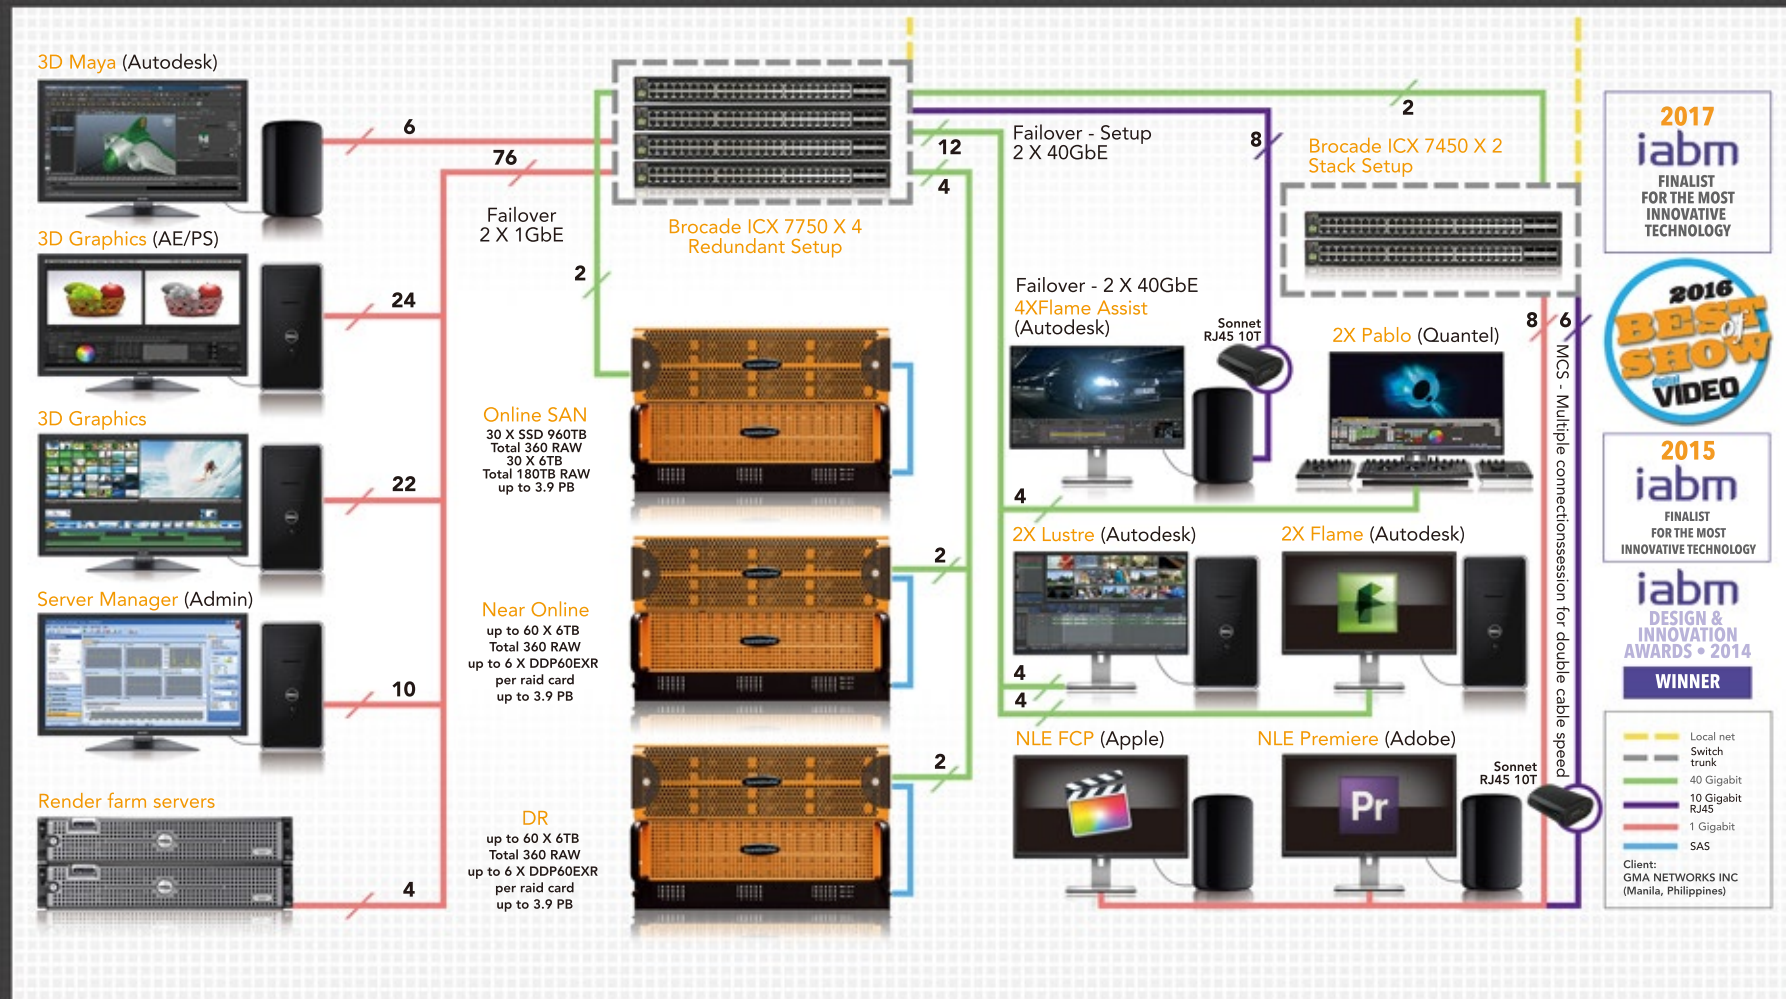 3D Maya (Autodesk)
6
76
3D Graphics (AE/PS)
24
3D Graphics
22
Server Manager (Admin)
10
Render farm servers
4
Failover
2 X 1GbE
2
Brocade ICX 7750 X 4
Redundant Setup
Online SAN
30 X SSD 960TB
Total 360 RAW
30 X 6TB
Total 180TB RAW
up to 3.9 PB
Near Online
up to 60 X 6TB
Total 360 RAW
up to 6 X DDP60EXR
per raid card
up to 3.9 PB
DR
up to 60 X 6TB
Total 360 RAW
up to 6 X DDP60EXR
per raid card
up to 3.9 PB
12
4
2
2
Failover - Setup
2 X 40GbE
8
2
Brocade ICX 7450 X 2
Stack Setup
Failover - 2 X 40GbE
4XFlame Assist
(Autodesk)
Sonnet
RJ45 10T
2X Pablo (Quantel)
8
6
MCS - Multiple connectionssession for double cable speed
4
2X Lustre (Autodesk)
2X Flame (Autodesk)
4
4
NLE FCP (Apple)
NLE Premiere (Adobe)
Pr
Sonnet
RJ45 10T
2017
iabm
FINALIST
FOR THE MOST
INNOVATIVE
TECHNOLOGY
2016
BEST
of
SHOW
digital
VIDEO
2015
iabm
FINALIST
FOR THE MOST
INNOVATIVE TECHNOLOGY
iabm
DESIGN &
INNOVATION
AWARDS • 2014
WINNER
Local net
Switch
trunk
40 Gigabit
10 Gigabit
RJ45
1 Gigabit
SAS
Client:
GMA NETWORKS INC
(Manila, Philippines)